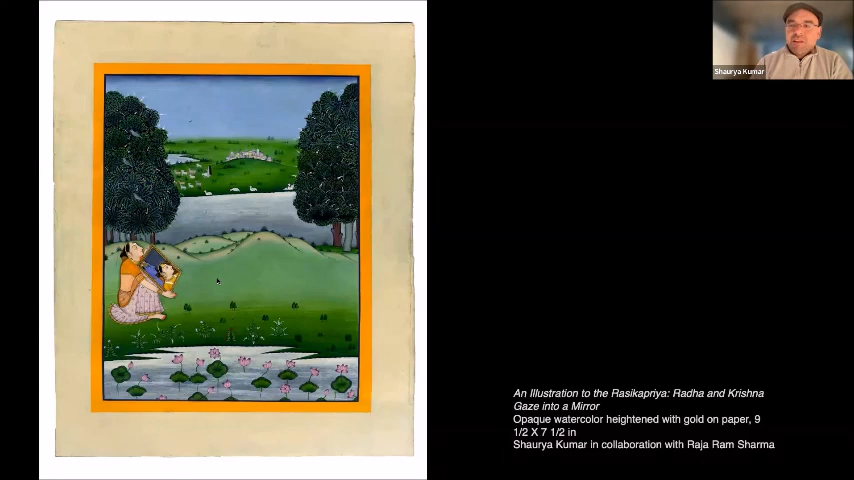 Shaurya Kumar
An Illustration to the Rasikapriya: Radha and Krishna
Gaze into a Mirror
Opaque watercolor heightened with gold on paper, 9
1/2 X 7 1/2 in
Shaurya Kumar in collaboration with Raja Ram Sharma